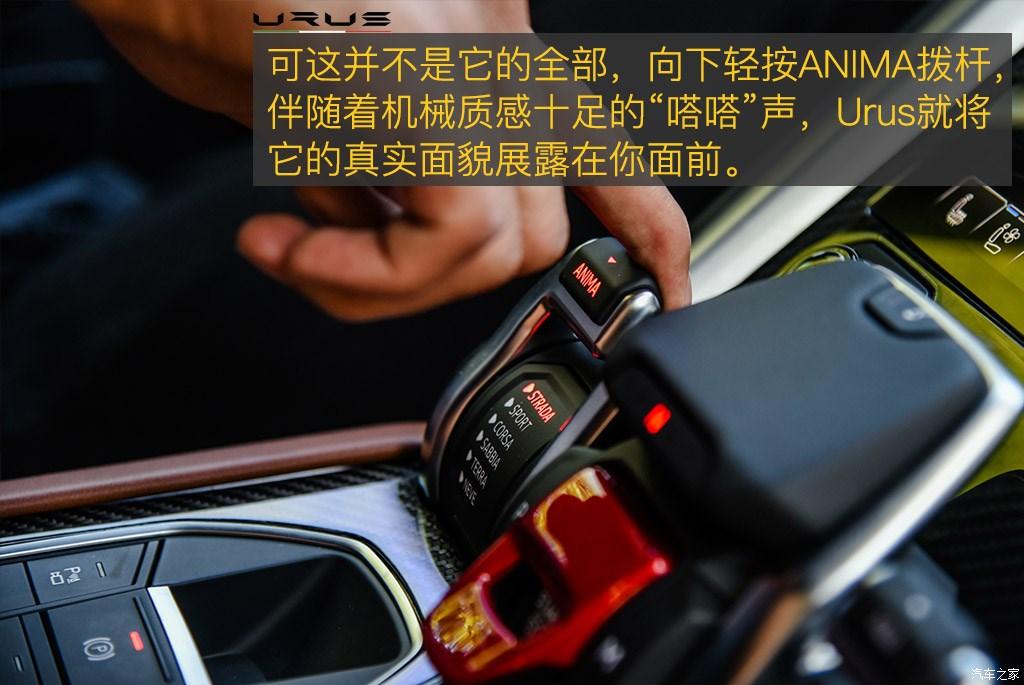 URUS
可这并不是它的全部，向下轻按ANIMA拨杆，
伴随着机械质感十足的“嗒嗒”声，Urus就将
它的真实面貌展露在你面前。
ANIMA
STRADA
SPORT
CORSA
SABBIA
TERRA
NEVE
P
M
汽车之家